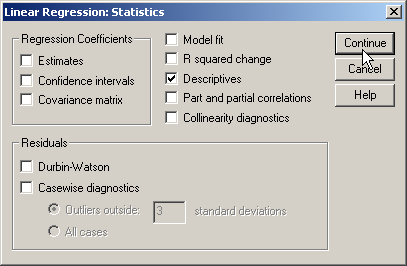 Linear Regression: Statistics
Regression Coefficients
Estimates
Confidence intervals
Covariance matrix
Model fit
R squared change
Descriptives
Part and partial correlations
Collinearity diagnostics
Continue
Cancel
Help
Residuals
Durbin-Watson
Casewise diagnostics
Outliers outside: 3 standard deviations
All cases